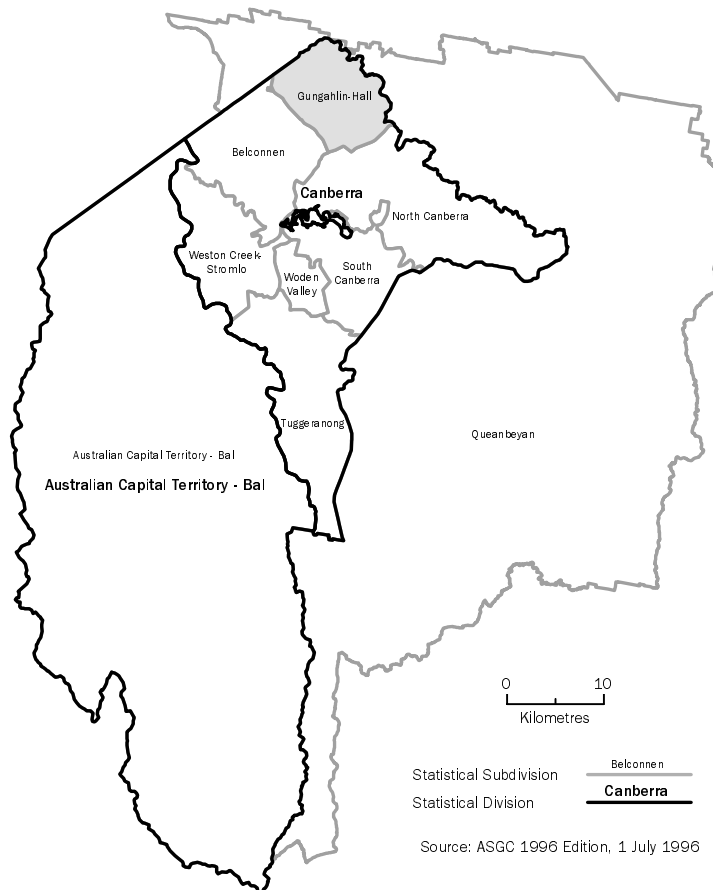 Gungahlin-Hall
Belconnen
Canberra
North Canberra
Weston Creek-
Stromlo
Woden
Valley
South
Canberra
Tuggeranong
Queanbeyan
Australian Capital Territory - Bal
Australian Capital Territory - Bal
0 10
Kilometres
Statistical Subdivision Belconnen
Statistical Division Canberra
Source: ASGC 1996 Edition, 1 July 1996